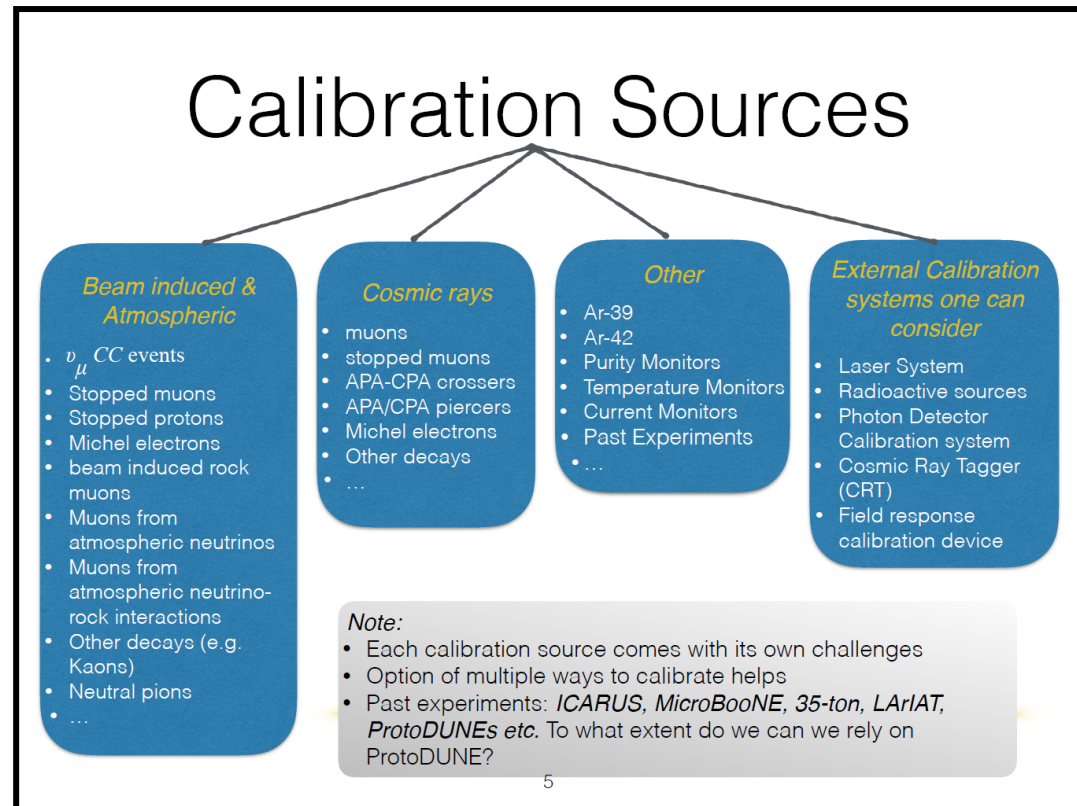 Calibration Sources
Beam induced &
Atmospheric
• υμ CC events
• Stopped muons
• Stopped protons
• Michel electrons
• beam induced rock
muons
• Muons from
atmospheric neutrinos
• Muons from
atmospheric neutrino-
rock interactions
• Other decays (e.g.
Kaons)
• Neutral pions
• ...
Cosmic rays
• muons
• stopped muons
• APA-CPA crossers
• APA/CPA piercers
• Michel electrons
• Other decays
• ...
Other
• Ar-39
• Ar-42
• Purity Monitors
• Temperature Monitors
• Current Monitors
• Past Experiments
• ...
External Calibration
systems one can
consider
• Laser System
• Radioactive sources
• Photon Detector
Calibration system
• Cosmic Ray Tagger
(CRT)
• Field response
calibration device
Note:
• Each calibration source comes with its own challenges
• Option of multiple ways to calibrate helps
• Past experiments: ICARUS, MicroBooNE, 35-ton, LArIAT,
ProtoDUNEs etc. To what extent do we can we rely on
ProtoDUNE?
5